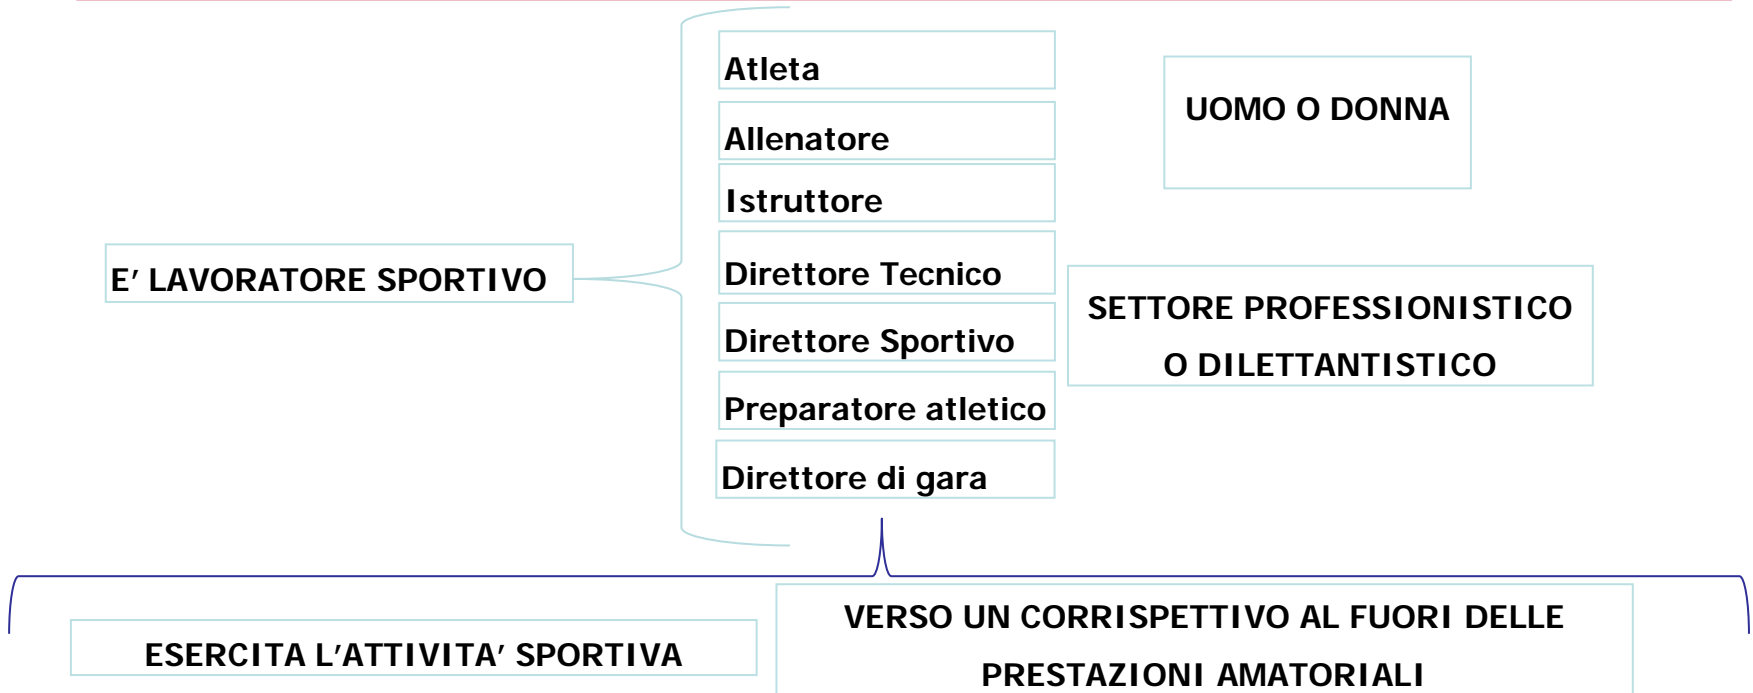 Atleta
UOMO O DONNA
Allenatore
Istruttore
E' LAVORATORE SPORTIVO
Direttore Tecnico
SETTORE PROFESSIONISTICO
O DILETTANTISTICO
Direttore Sportivo
Preparatore atletico
Direttore di gara
ESERCITA L'ATTIVITA' SPORTIVA
VERSO UN CORRISPETTIVO AL FUORI DELLE
PRESTAZIONI AMATORIALI